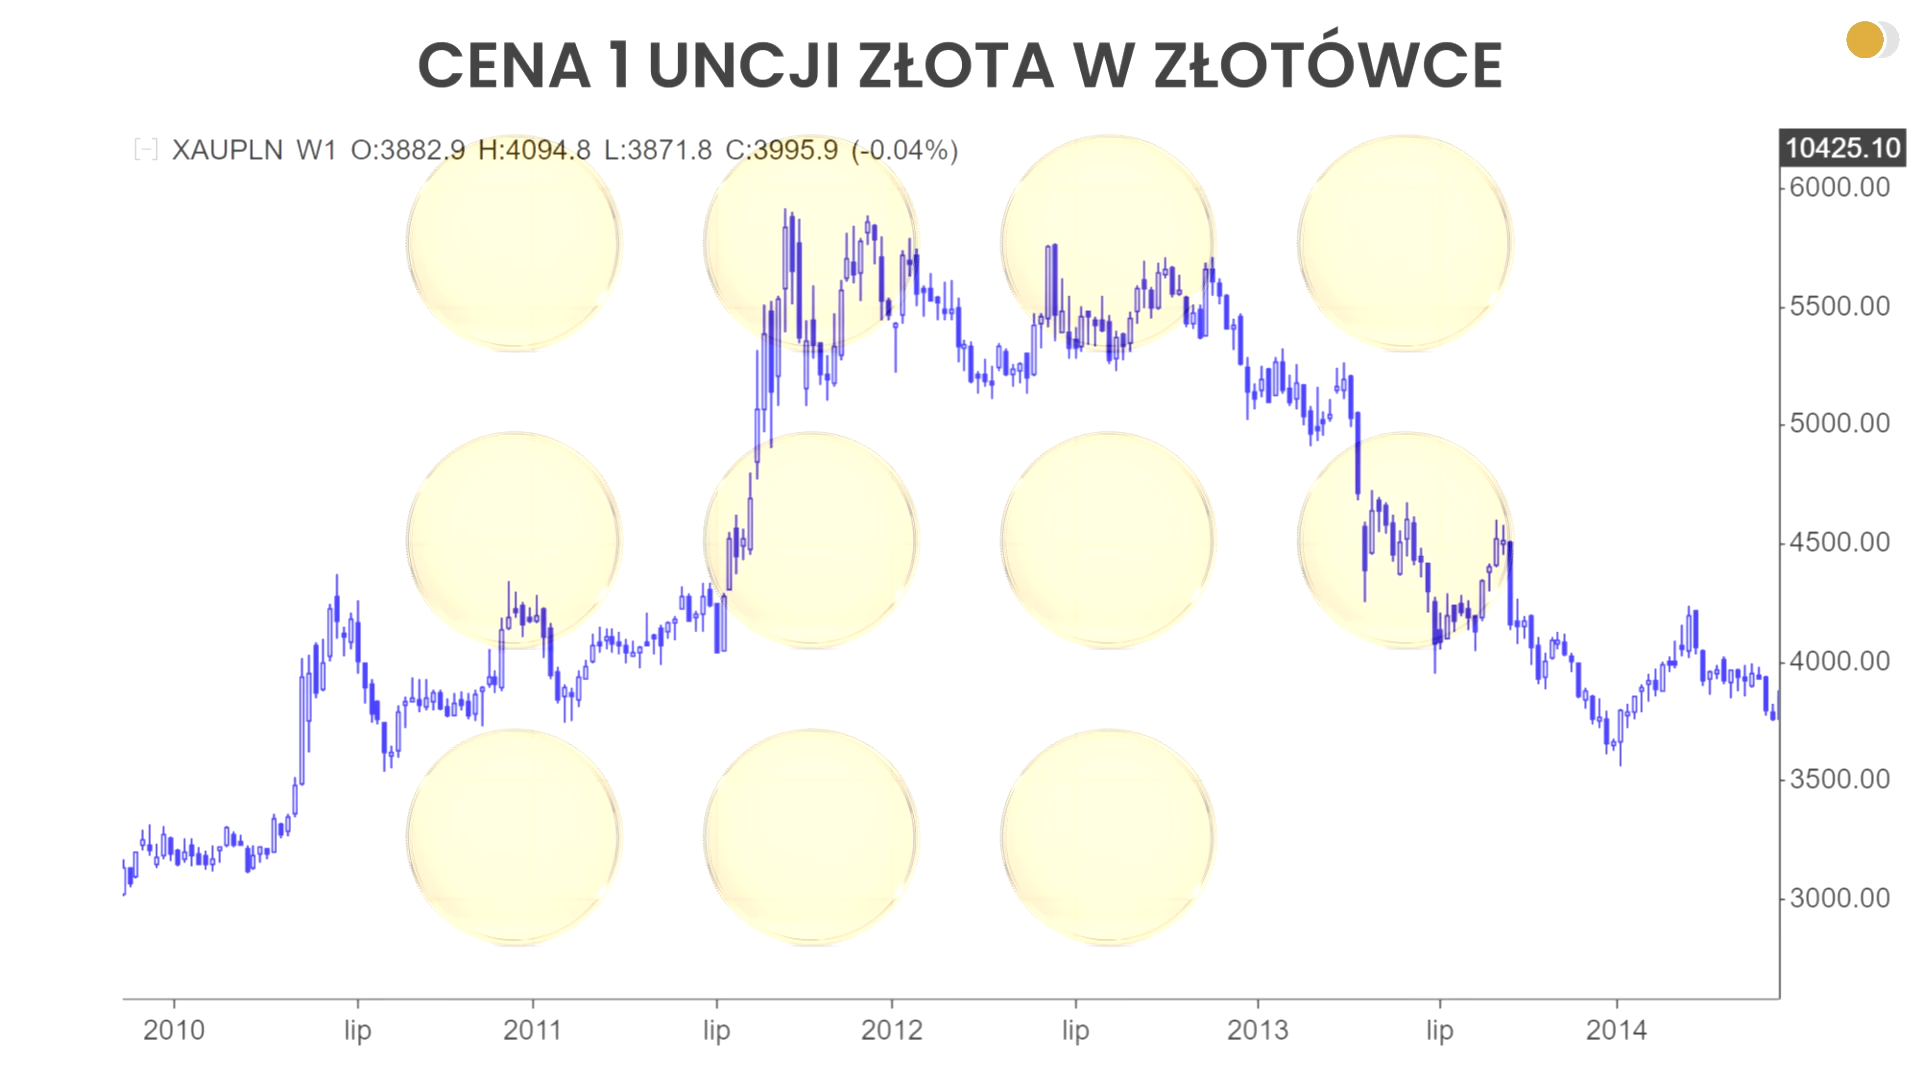 CENA 1 UNCJI ZŁOTA W ZŁOTÓWCE
[-] XAUPLN W1 O:3882.9 H:4094.8 L:3871.8 C:3995.9 (-0.04%)
10425.10
6000.00
5500.00
5000.00
4500.00
4000.00
3500.00
3000.00
2010 lip 2011 lip 2012 lip 2013 lip 2014